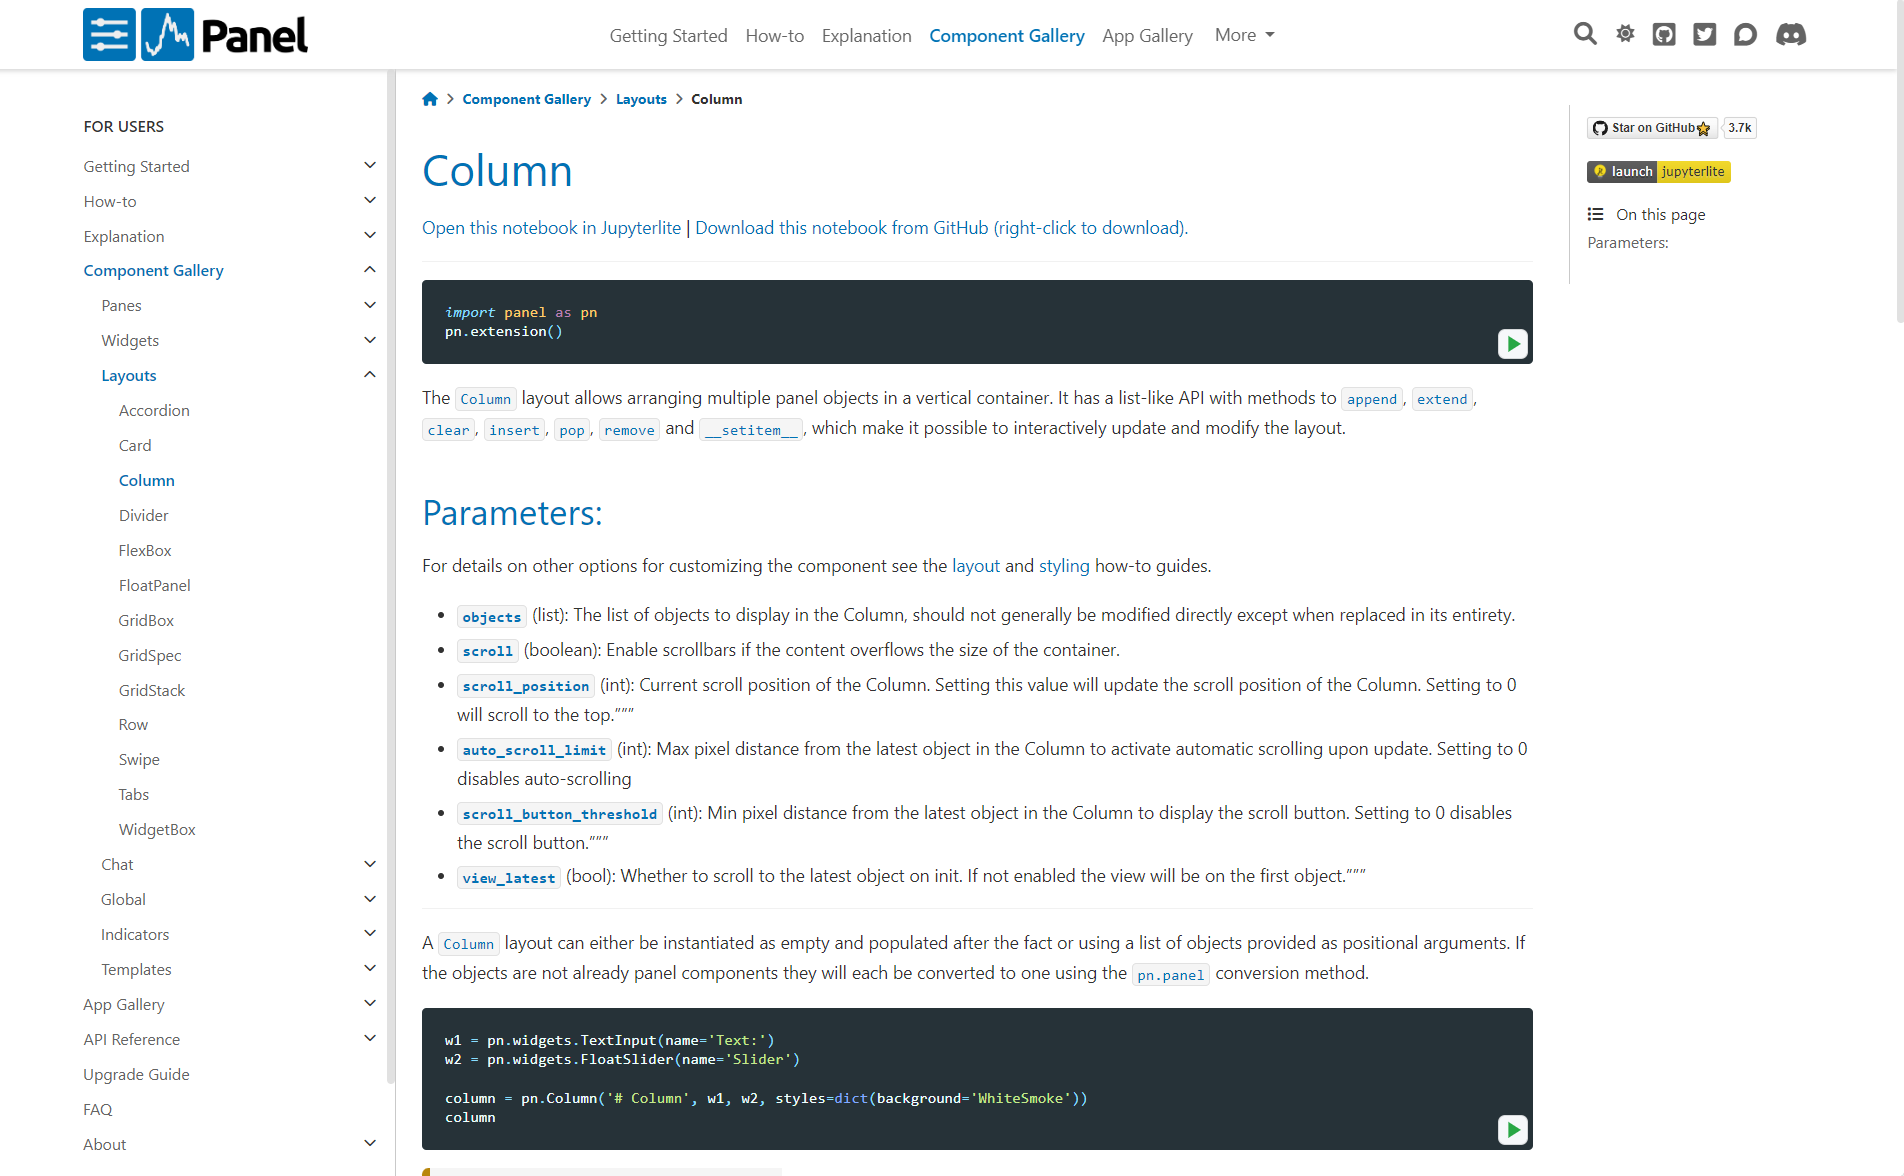 Panel
Getting Started How-to Explanation Component Gallery App Gallery More
FOR USERS
Getting Started
How-to
Explanation
Component Gallery
Panes
Widgets
Layouts
Accordion
Card
Column
Divider
FlexBox
FloatPanel
GridBox
GridSpec
GridStack
Row
Swipe
Tabs
WidgetBox
Chat
Global
Indicators
Templates
App Gallery
API Reference
Upgrade Guide
FAQ
About
Component Gallery > Layouts > Column
Column
Open this notebook in Jupyterlite | Download this notebook from GitHub (right-click to download).
import panel as pn
pn.extension()
The Column layout allows arranging multiple panel objects in a vertical container. It has a list-like API with methods to append, extend,
clear, insert, pop, remove and __setitem__, which make it possible to interactively update and modify the layout.
Parameters:
For details on other options for customizing the component see the layout and styling how-to guides.
• objects (list): The list of objects to display in the Column, should not generally be modified directly except when replaced in its entirety.
• scroll (boolean): Enable scrollbars if the content overflows the size of the container.
• scroll_position (int): Current scroll position of the Column. Setting this value will update the scroll position of the Column. Setting to 0
will scroll to the top.”””
• auto_scroll_limit (int): Max pixel distance from the latest object in the Column to activate automatic scrolling upon update. Setting to 0
disables auto-scrolling
• scroll_button_threshold (int): Min pixel distance from the latest object in the Column to display the scroll button. Setting to 0 disables
the scroll button.”””
• view_latest (bool): Whether to scroll to the latest object on init. If not enabled the view will be on the first object.”””
A Column layout can either be instantiated as empty and populated after the fact or using a list of objects provided as positional arguments. If
the objects are not already panel components they will each be converted to one using the pn.panel conversion method.
w1 = pn.widgets.TextInput(name='Text:')
w2 = pn.widgets.FloatSlider(name='Slider')
column = pn.Column('# Column', w1, w2, styles=dict(background='WhiteSmoke'))
column
Star on GitHub 3.7k
launch jupyterlite
On this page
Parameters: